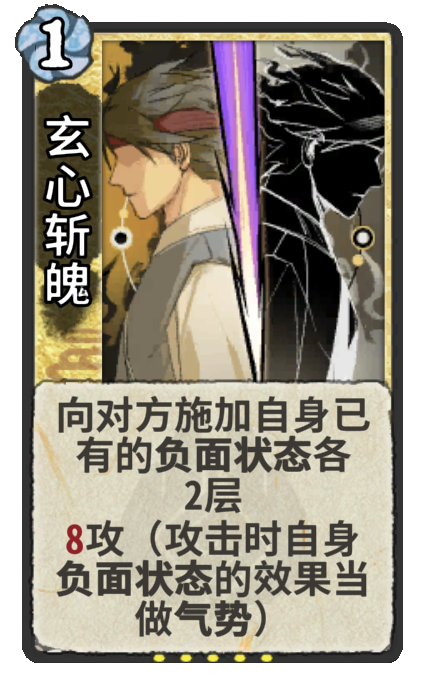 1
玄心斩魄
向对方施加自身已
有的负面状态各
2层
8攻（攻击时自身
负面状态的效果当
做气势）